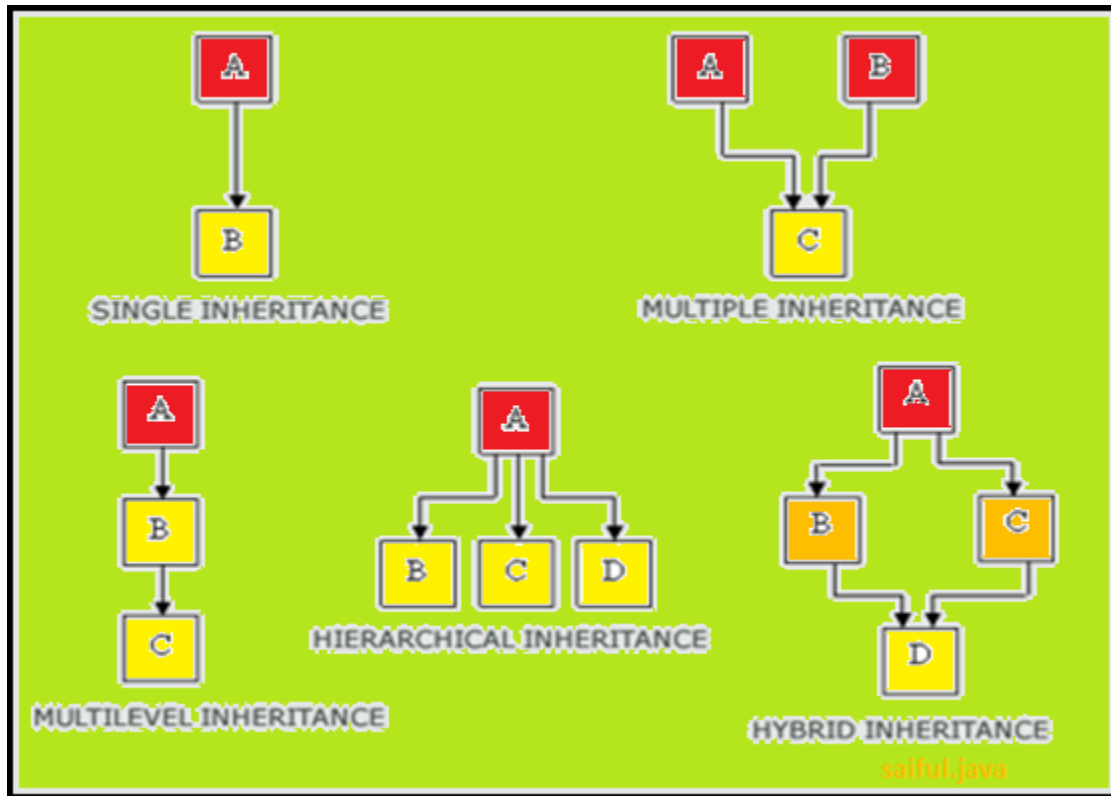 A
B
SINGLE INHERITANCE
A B
C
MULTIPLE INHERITANCE
A
B
C
MULTILEVEL INHERITANCE
A
B C D
HIERARCHICAL INHERITANCE
A
B C
D
HYBRID INHERITANCE
saiful.java